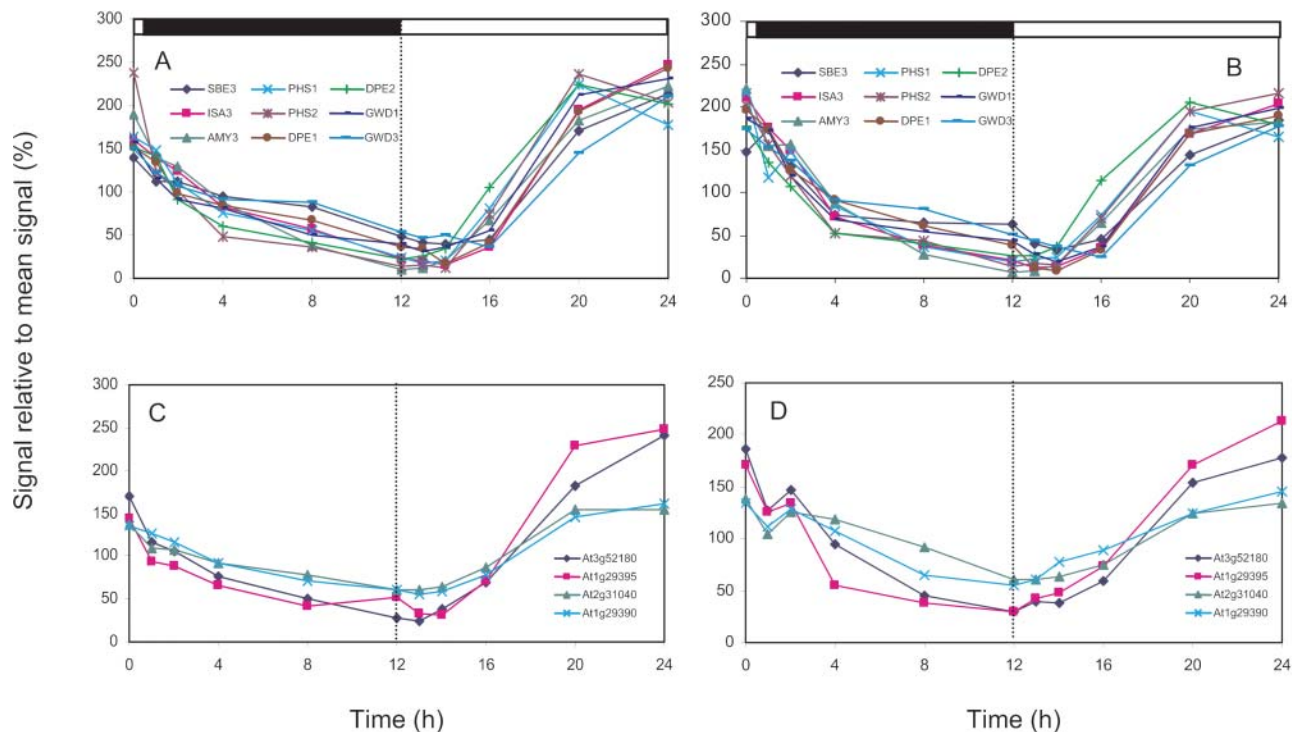 Signal relative to mean signal (%)
300
250
200
150
100
50
0
A
SBE3 PHS1 DPE2
ISA3 PHS2 GWD1
AMY3 DPE1 GWD3
0 4 8 12 16 20 24
300
250
200
150
100
50
0
B
SBE3 PHS1 DPE2
ISA3 PHS2 GWD1
AMY3 DPE1 GWD3
0 4 8 12 16 20 24
300
250
200
150
100
50
0
C
At3g52180
At1g29395
At2g31040
At1g29390
0 4 8 12 16 20 24
Time (h)
250
200
150
100
50
0
D
At3g52180
At1g29395
At2g31040
At1g29390
0 4 8 12 16 20 24
Time (h)